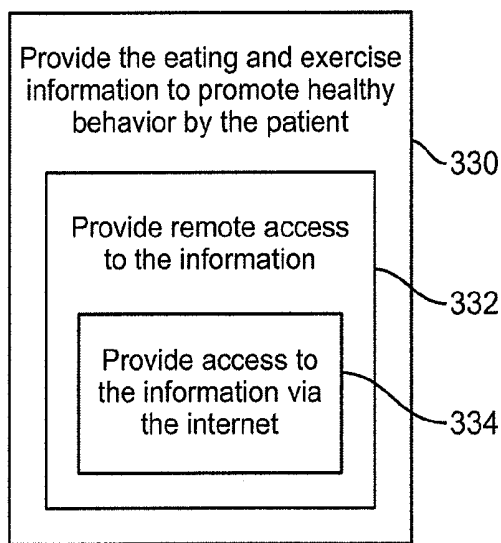 Provide the eating and exercise
information to promote healthy
behavior by the patient
330
Provide remote access
to the information
332
Provide access to
the information via
the internet
334